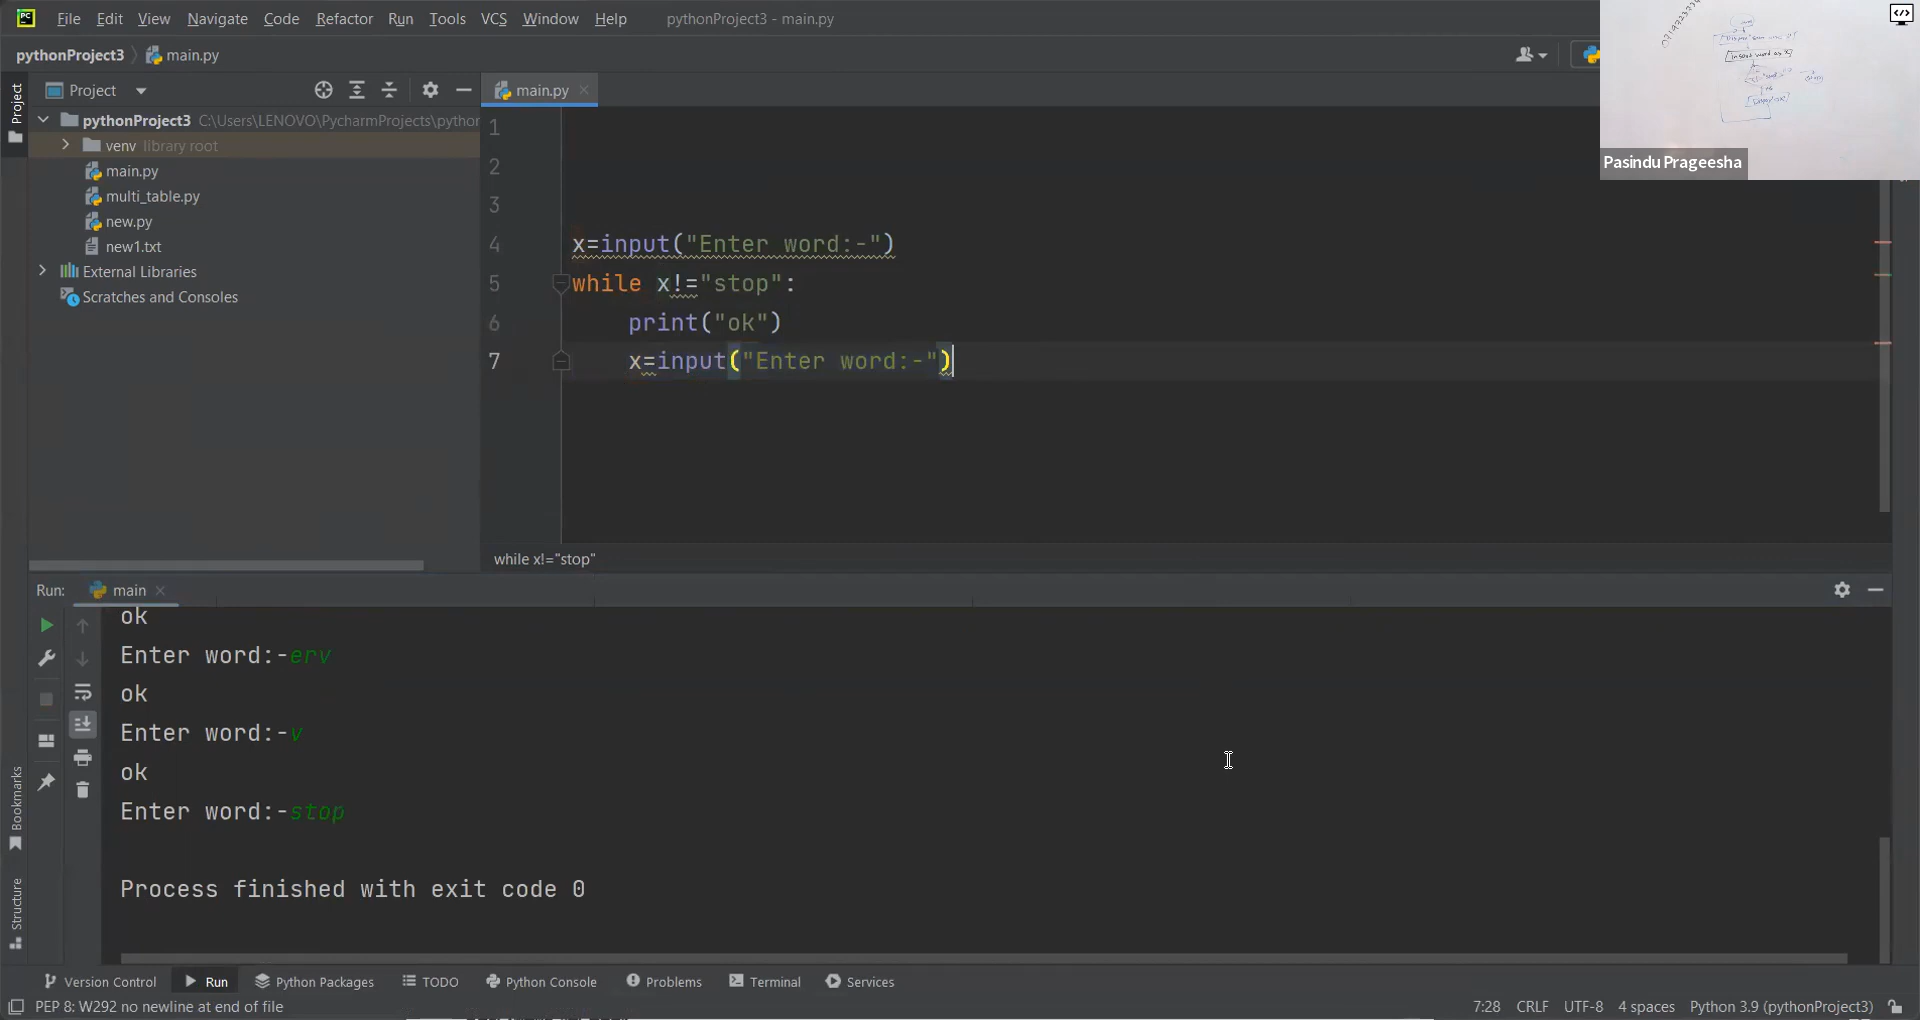 File Edit View Navigate Code Refactor Run Tools VCS Window Help pythonProject3 - main.py
pythonProject3 main.py
Project
Project
main.py
pythonProject3 C:\Users\LENOVO\PycharmProjects\python
venv library root
main.py
multi_table.py
new.py
new1.txt
External Libraries
Scratches and Consoles
1
2
3
4 x=input("Enter word:-")
5 while x!="stop":
6 print("ok")
7 x=input("Enter word:-")
while x!="stop"
Pasindu Prageesha
Run: main
ok
Enter word:-erv
ok
Enter word:-v
ok
Enter word:-stop
Process finished with exit code 0
Bookmarks
Structure
Version Control Run Python Packages TODO Python Console Problems Terminal Services
PEP 8: W292 no newline at end of file 7:28 CRLF UTF-8 4 spaces Python 3.9 (pythonProject3)